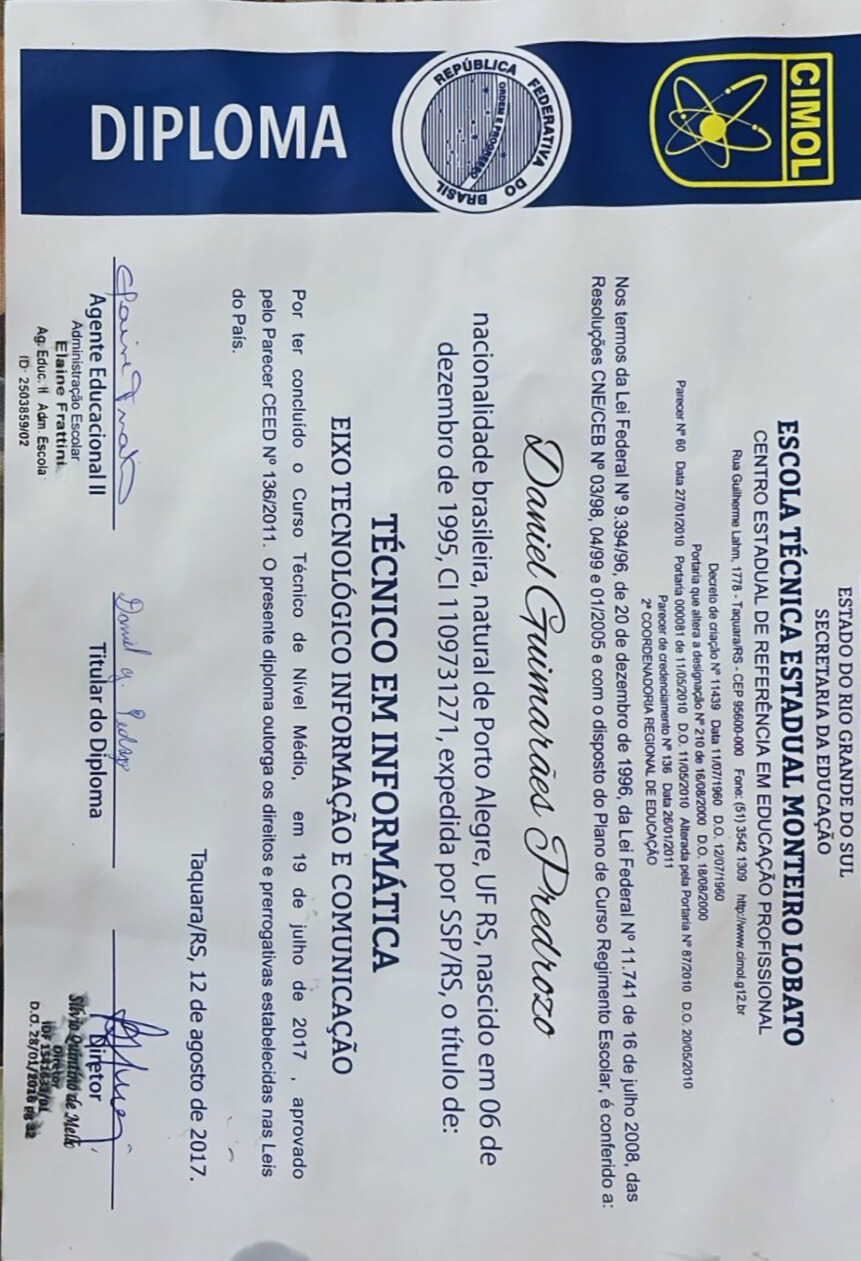 CIMOL
ESTADO DO RIO GRANDE DO SUL
SECRETARIA DA EDUCAÇÃO
ESCOLA TÉCNICA ESTADUAL MONTEIRO LOBATO
CENTRO ESTADUAL DE REFERÊNCIA EM EDUCAÇÃO PROFISSIONAL
Rua Guilherme Lahm, 1778 - Taquara/RS - CEP 95600-000 Fone: (51) 3542 1309 http://www.cimol.g12.br
Decreto de criação Nº 11439 Data 11/07/1960 D.O. 12/07/1960
Portaria que altera a designação Nº 210 de 16/08/2000 D.O. 18/08/2000
Parecer Nº 60 Data 27/01/2010 Portaria 000081 de 11/05/2010 D.O. 11/05/2010 Alterada pela Portaria Nº 87/2010 D.O. 20/05/2010
Parecer de credenciamento Nº 136 Data 26/01/2011
2ª COORDENADORIA REGIONAL DE EDUCAÇÃO
Nos termos da Lei Federal Nº 9.394/96, de 20 de dezembro de 1996, da Lei Federal Nº 11.741 de 16 de julho 2008, das
Resoluções CNE/CEB Nº 03/98, 04/99 e 01/2005 e com o disposto do Plano de Curso Regimento Escolar, é conferido a:
Daniel Guimarães Predrozo
REPÚBLICA FEDERATIVA DO BRASIL
ORDEM E PROGRESSO
nacionalidade brasileira, natural de Porto Alegre, UF RS, nascido em 06 de
dezembro de 1995, CI 1109731271, expedida por SSP/RS, o título de:
TÉCNICO EM INFORMÁTICA
EIXO TECNOLÓGICO INFORMAÇÃO E COMUNICAÇÃO
DIPLOMA
Por ter concluído o Curso Técnico de Nível Médio, em 19 de julho de 2017 , aprovado
pelo Parecer CEED Nº 136/2011. O presente diploma outorga os direitos e prerrogativas estabelecidas nas Leis
do País.
Taquara/RS, 12 de agosto de 2017.
Daniel G.
Agente Educacional II
Administração Escolar
Elaine Frattini
Ag. Educ. II Adm. Escola
ID: 2503859/02
Titular do Diploma
Diretor
Silvio Quintino de Mello
Diretor
IDF 1541633/01
D.O. 28/01/2016 pg 32